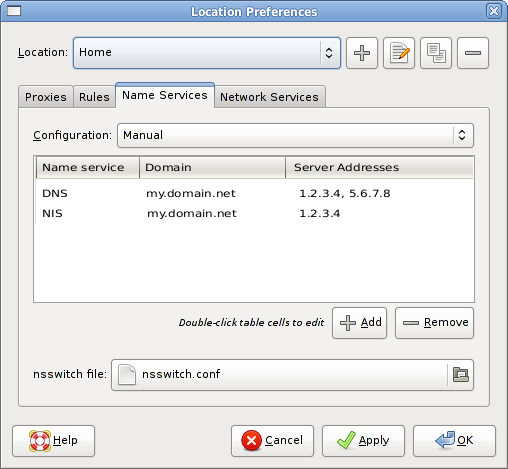 Location Preferences
Location: Home
Proxies Rules Name Services Network Services
Configuration: Manual
Name service Domain Server Addresses
DNS my.domain.net 1.2.3.4, 5.6.7.8
NIS my.domain.net 1.2.3.4
Double-click table cells to edit Add Remove
nsswitch file: nsswitch.conf
Help Cancel Apply OK